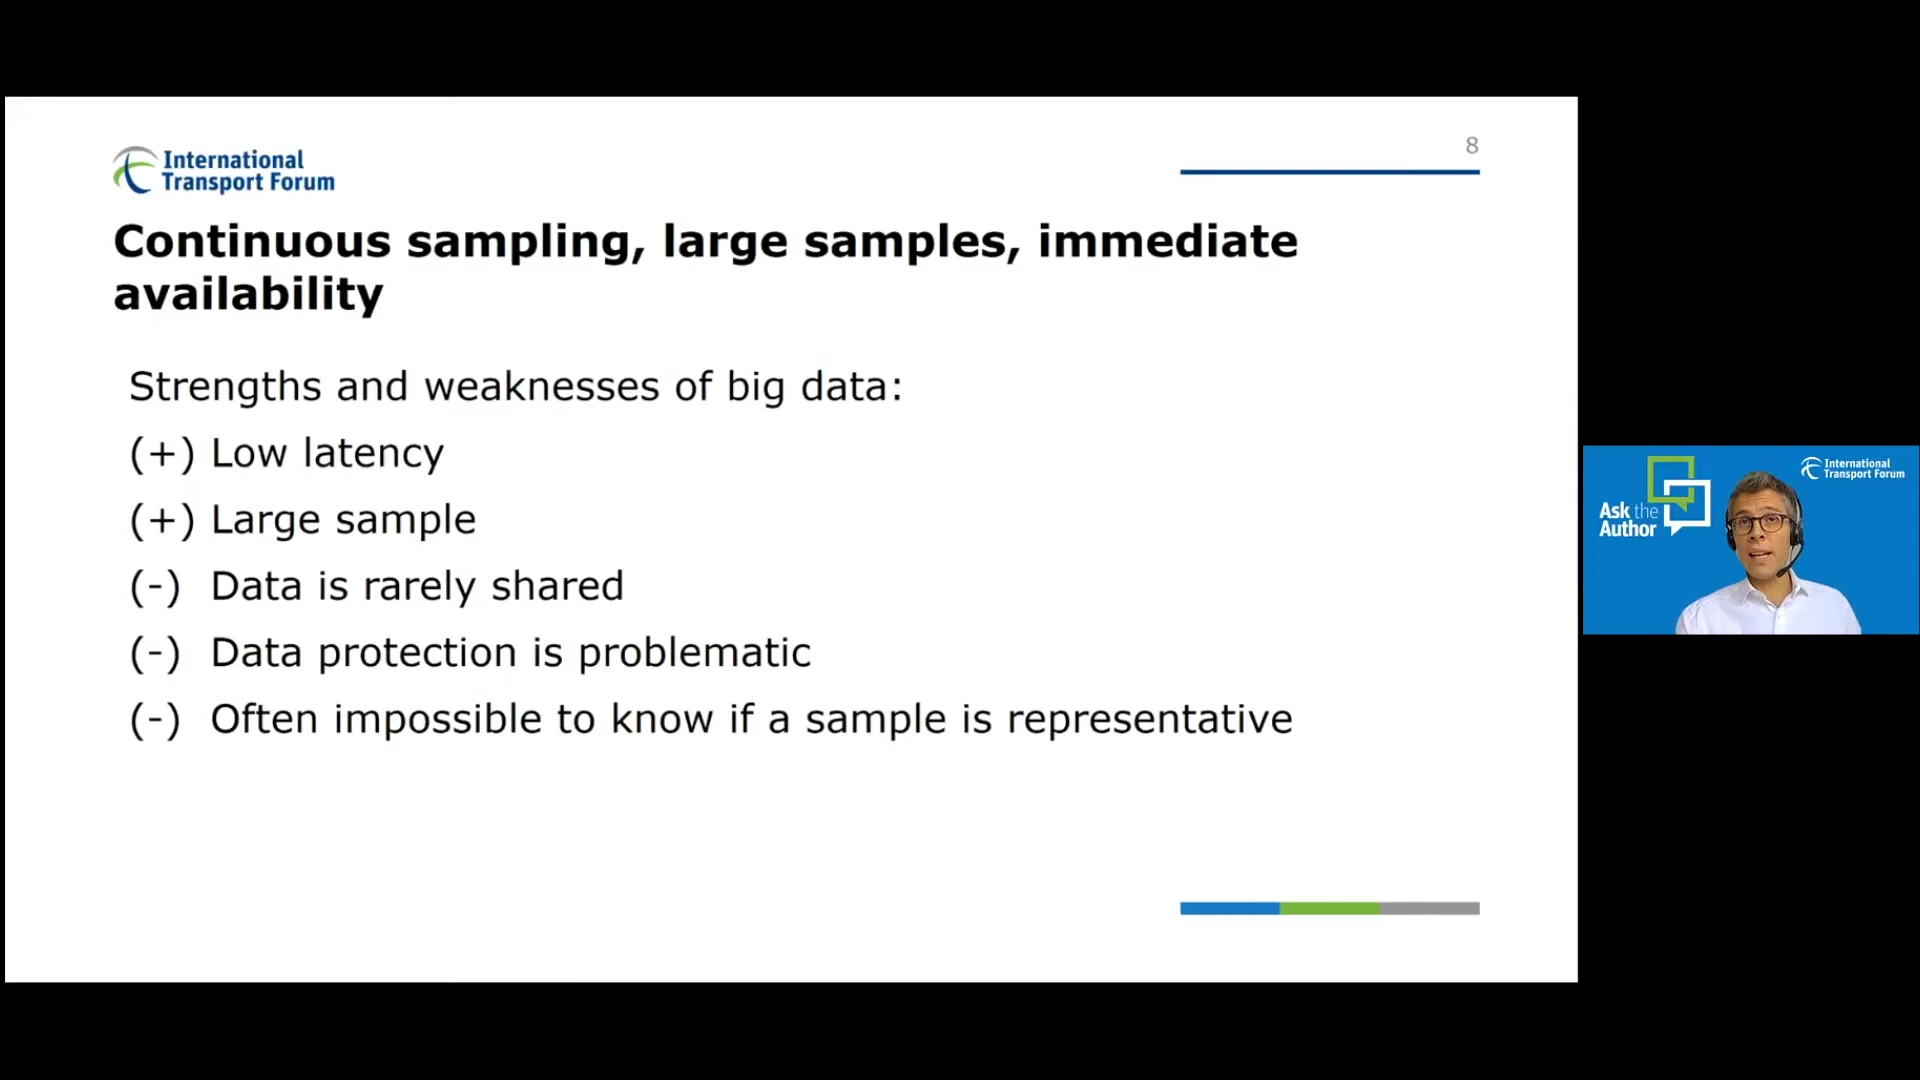 International
Transport Forum
8
Continuous sampling, large samples, immediate
availability
Strengths and weaknesses of big data:
(+) Low latency
(+) Large sample
(-) Data is rarely shared
(-) Data protection is problematic
(-) Often impossible to know if a sample is representative
Ask the
Author
International
Transport Forum